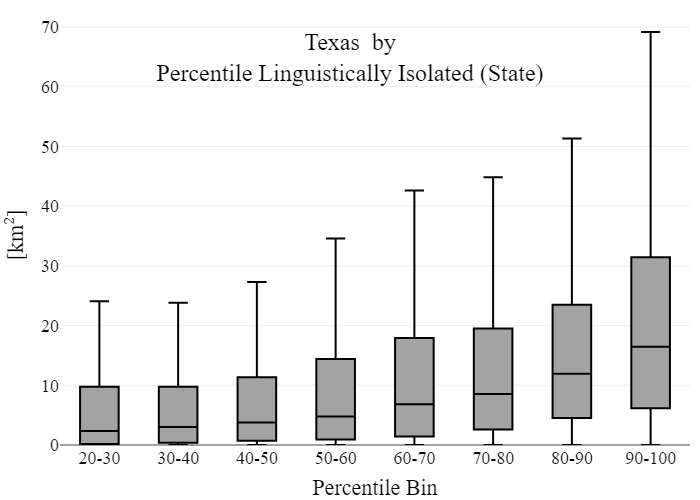 Texas by
Percentile Linguistically Isolated (State)
70
60
50
40
30
20
10
0
[km²]
20-30 30-40 40-50 50-60 60-70 70-80 80-90 90-100
Percentile Bin